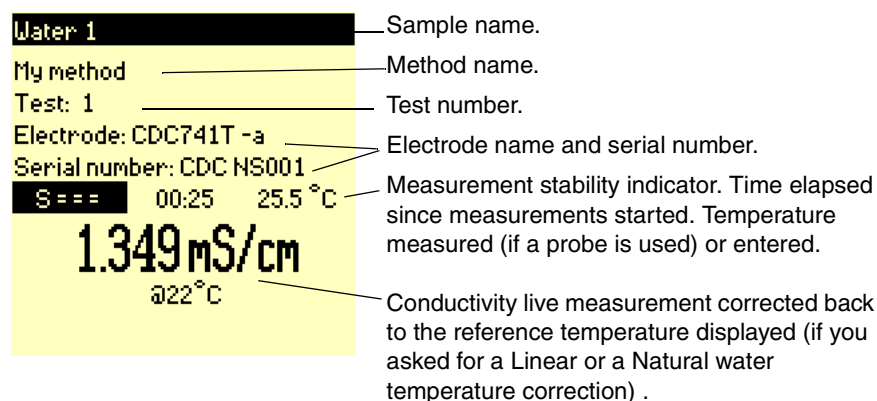 Water 1
My method
Test: 1
Electrode: CDC741T -a
Serial number: CDC NS001
S = = = 00:25 25.5 °C
1.349 mS/cm
@22°C
Sample name.
Method name.
Test number.
Electrode name and serial number.
Measurement stability indicator. Time elapsed
since measurements started. Temperature
measured (if a probe is used) or entered.
Conductivity live measurement corrected back
to the reference temperature displayed (if you
asked for a Linear or a Natural water
temperature correction) .